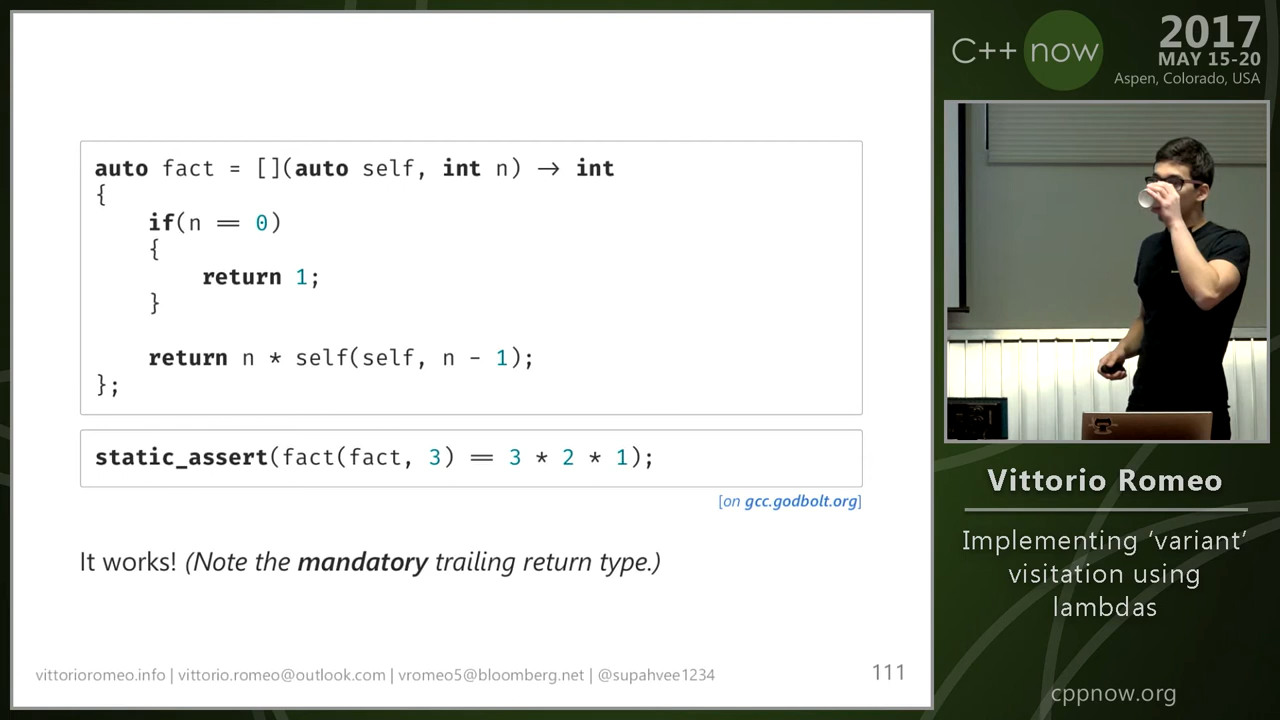 auto fact = [](auto self, int n) → int
{
    if(n == 0)
    {
        return 1;
    }

    return n * self(self, n - 1);
};
static_assert(fact(fact, 3) == 3 * 2 * 1);
[on gcc.godbolt.org]
It works! (Note the mandatory trailing return type.)
vittorioromeo.info | vittorio.romeo@outlook.com | vromeo5@bloomberg.net | @supahvee1234
111
C++ now
2017
MAY 15-20
Aspen, Colorado, USA
Vittorio Romeo
Implementing ‘variant’
visitation using
lambdas
cppnow.org